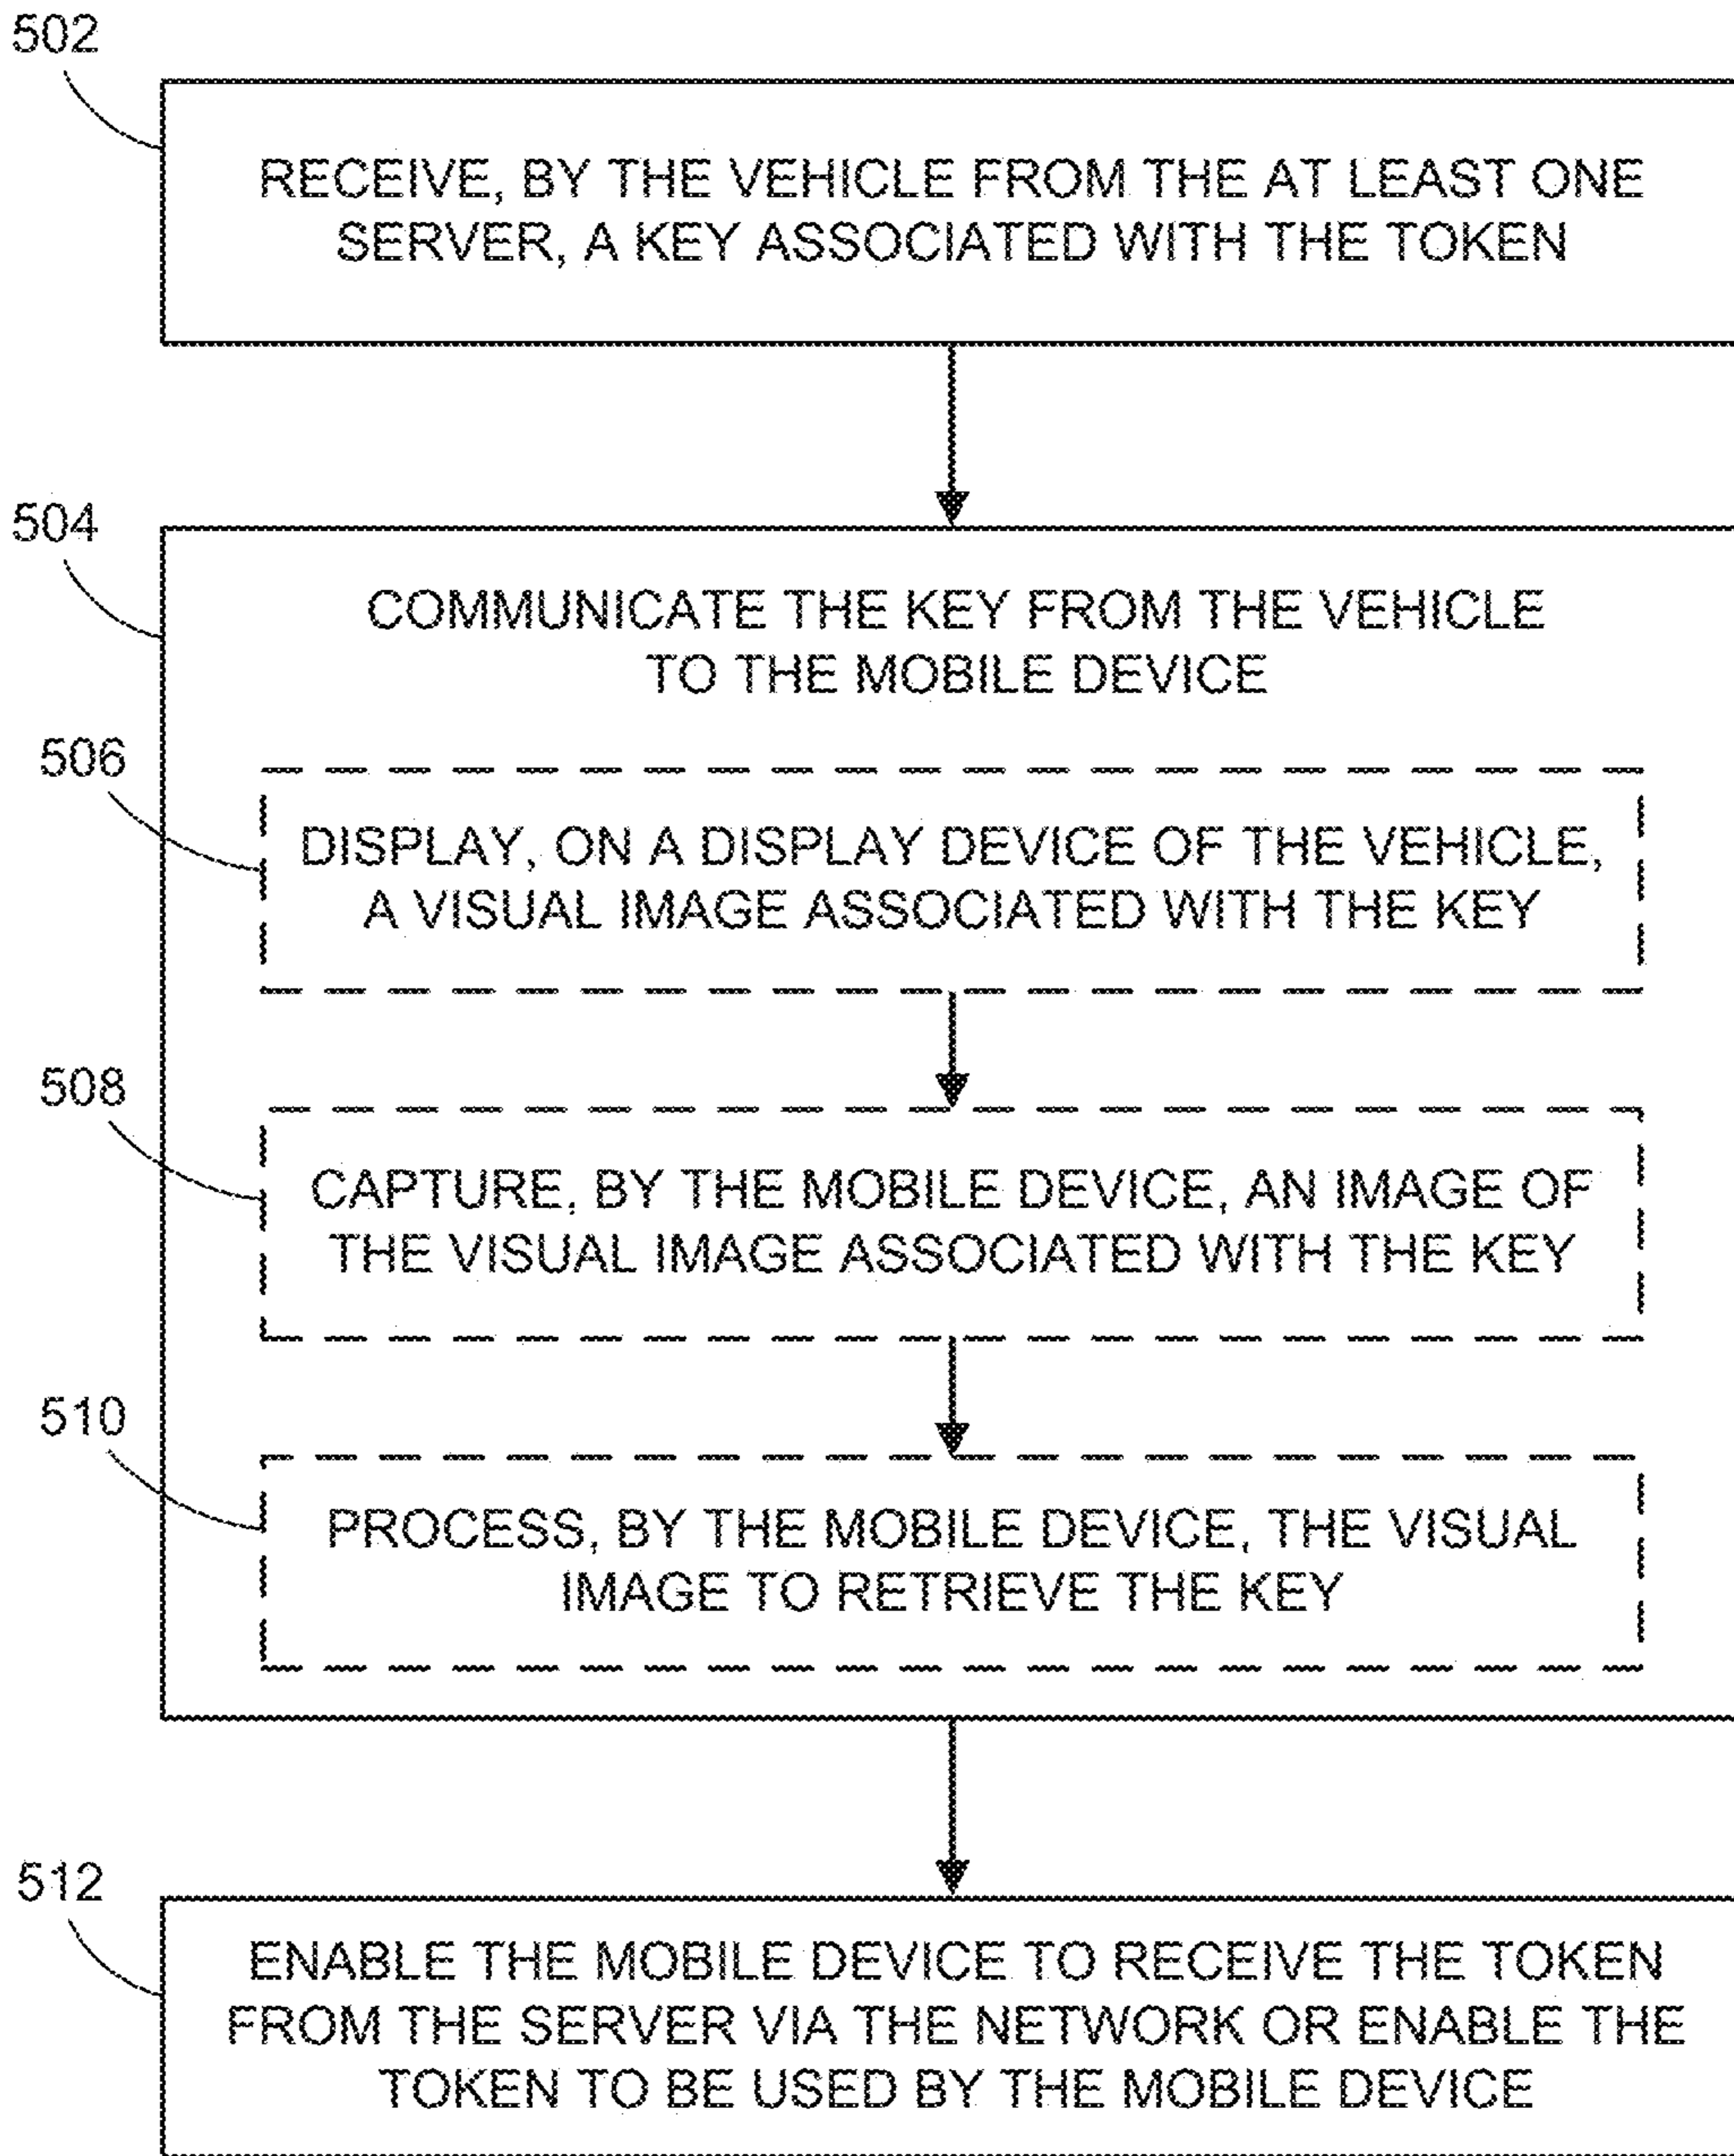 502
RECEIVE, BY THE VEHICLE FROM THE AT LEAST ONE
SERVER, A KEY ASSOCIATED WITH THE TOKEN
504
COMMUNICATE THE KEY FROM THE VEHICLE
TO THE MOBILE DEVICE
506
DISPLAY, ON A DISPLAY DEVICE OF THE VEHICLE,
A VISUAL IMAGE ASSOCIATED WITH THE KEY
508
CAPTURE, BY THE MOBILE DEVICE, AN IMAGE OF
THE VISUAL IMAGE ASSOCIATED WITH THE KEY
510
PROCESS, BY THE MOBILE DEVICE, THE VISUAL
IMAGE TO RETRIEVE THE KEY
512
ENABLE THE MOBILE DEVICE TO RECEIVE THE TOKEN
FROM THE SERVER VIA THE NETWORK OR ENABLE THE
TOKEN TO BE USED BY THE MOBILE DEVICE